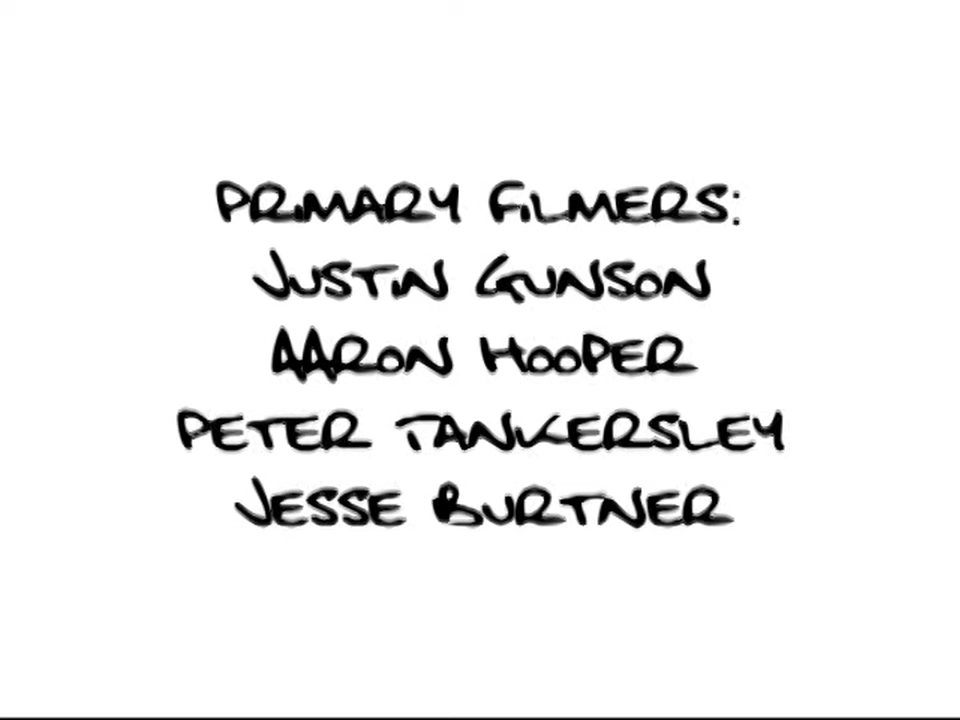 PRIMARY FILMERS:
JUSTIN GUNSON
AARON HOOPER
PETER TANKERSLEY
JESSE BURTNER